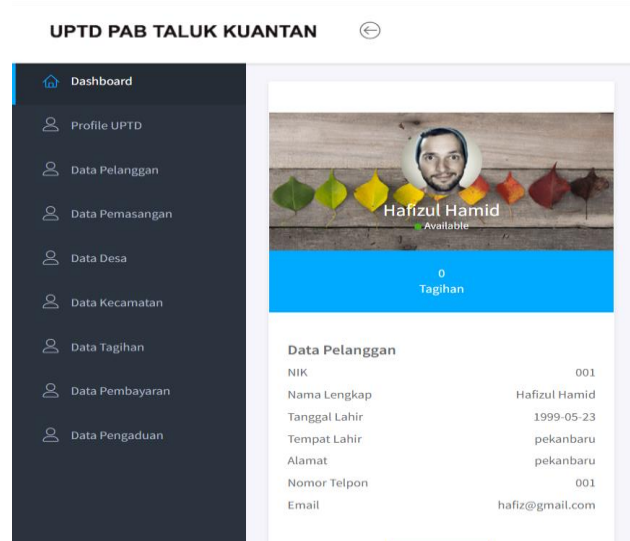 UPTD PAB TALUK KUANTAN
Dashboard
Profile UPTD
Data Pelanggan
Data Pemasangan
Data Desa
Data Kecamatan
Data Tagihan
Data Pembayaran
Data Pengaduan
Hafizul Hamid
Available
0
Tagihan
Data Pelanggan
NIK 001
Nama Lengkap Hafizul Hamid
Tanggal Lahir 1999-05-23
Tempat Lahir pekanbaru
Alamat pekanbaru
Nomor Telpon 001
Email hafiz@gmail.com